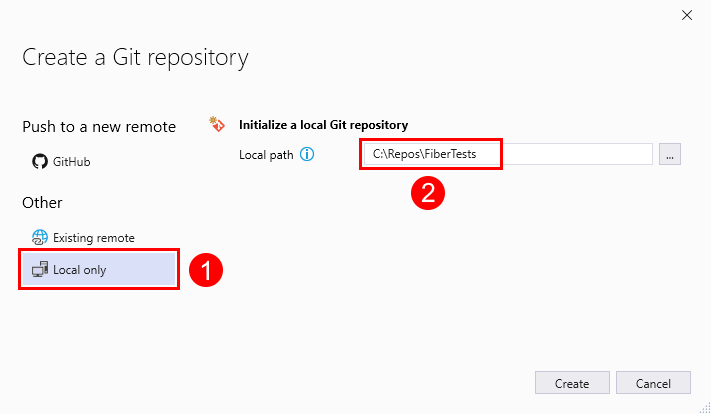 Create a Git repository
Push to a new remote
GitHub
Other
Existing remote
Local only
1
Initialize a local Git repository
Local path
C:\Repos\FiberTests
...
2
Create
Cancel